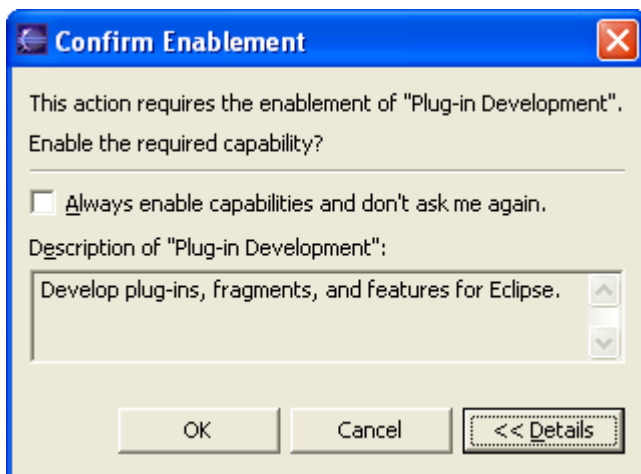 Confirm Enablement
This action requires the enablement of "Plug-in Development".
Enable the required capability?
Always enable capabilities and don't ask me again.
Description of "Plug-in Development":
Develop plug-ins, fragments, and features for Eclipse.
OK Cancel << Details